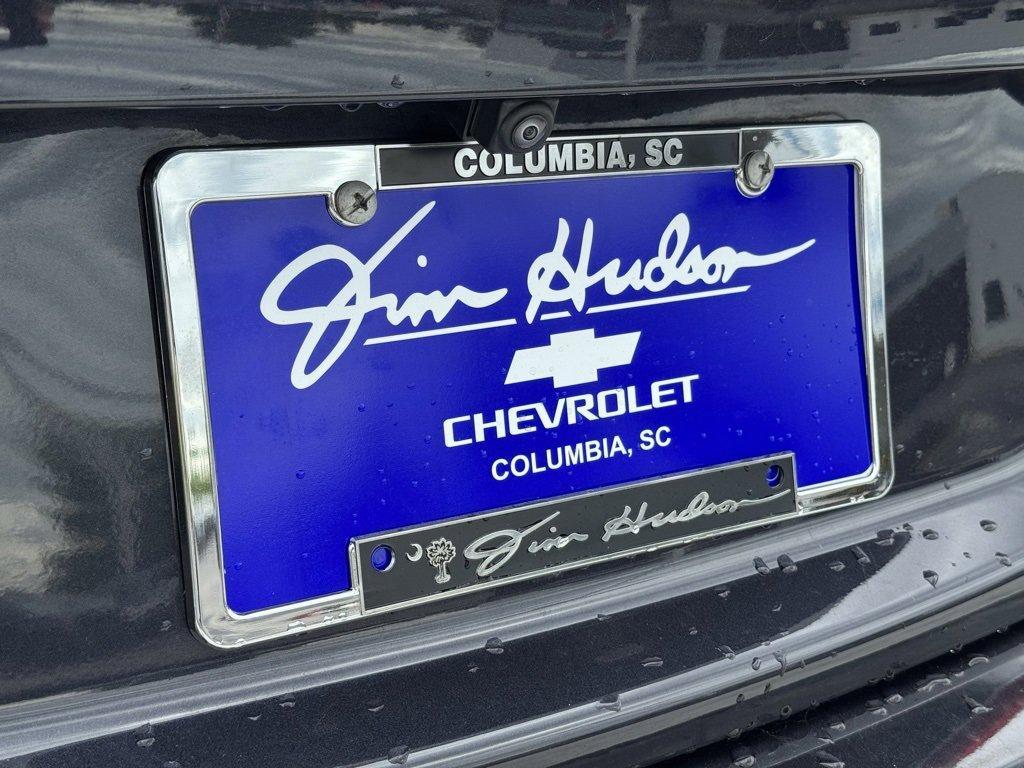 COLUMBIA, SC
Jim Hudson
CHEVROLET
COLUMBIA, SC
Jim Hudson